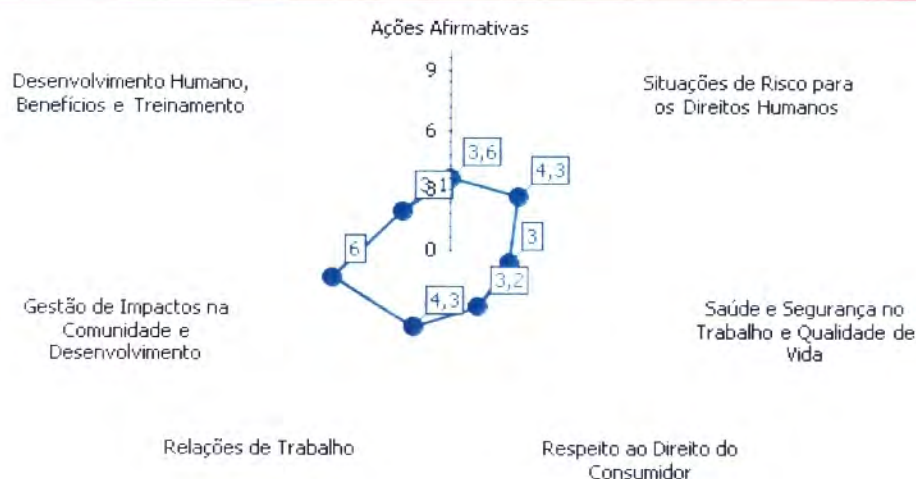 Ações Afirmativas
Desenvolvimento Humano,
Benefícios e Treinamento
Situações de Risco para
os Direitos Humanos
9
6
3
0
3,6
4,3
3
3,2
4,3
6
3,1
Gestão de Impactos na
Comunidade e
Desenvolvimento
Saúde e Segurança no
Trabalho e Qualidade de
Vida
Relações de Trabalho
Respeito ao Direito do
Consumidor